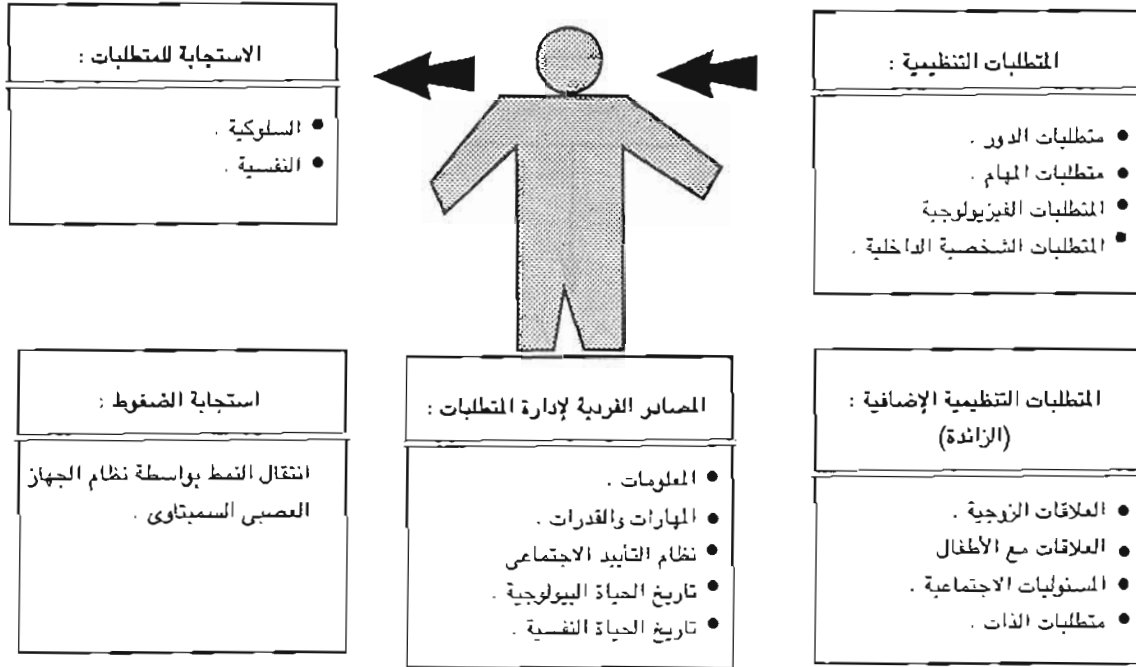 المتطلبات التنظيمية :
● متطلبات الدور .
● متطلبات المهام .
● المتطلبات الفيزيولوجية
● المتطلبات الشخصية الداخلية .
الاستجابة للمتطلبات :
● السلوكية .
● النفسية .
المتطلبات التنظيمية الإضافية :
(الزائدة)
● العلاقات الزوجية .
● العلاقات مع الأطفال
● المسئوليات الاجتماعية .
● متطلبات الذات .
المصادر الفردية لإدارة المتطلبات :
● المعلومات .
● المهارات والقدرات .
● نظام التأييد الاجتماعى
● تاريخ الحياة البيولوجية .
● تاريخ الحياة النفسية .
استجابة الضغوط :
انتقال النمط بواسطة نظام الجهاز
العصبى السمبتاوى .